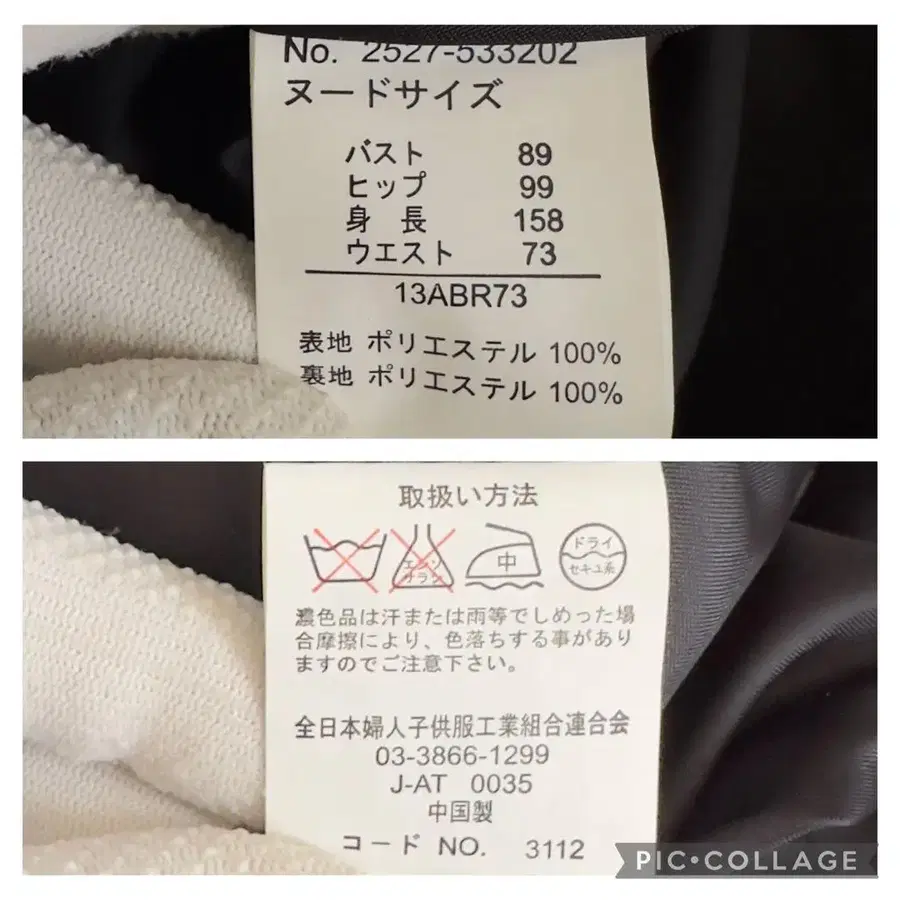 No. 2527-533202
ヌードサイズ
バスト 89
ヒップ 99
身 長 158
ウエスト 73
13ABR73
表地 ポリエステル 100%
裏地 ポリエステル 100%
取扱い方法
エンソ
サラシ
中
ドライ
セキユ系
濃色品は汗または雨等でしめった場
合摩擦により、色落ちする事があり
ますのでご注意下さい。
全日本婦人子供服工業組合連合会
03-3866-1299
J-AT 0035
中国製
コード NO. 3112
PIC•COLLAGE